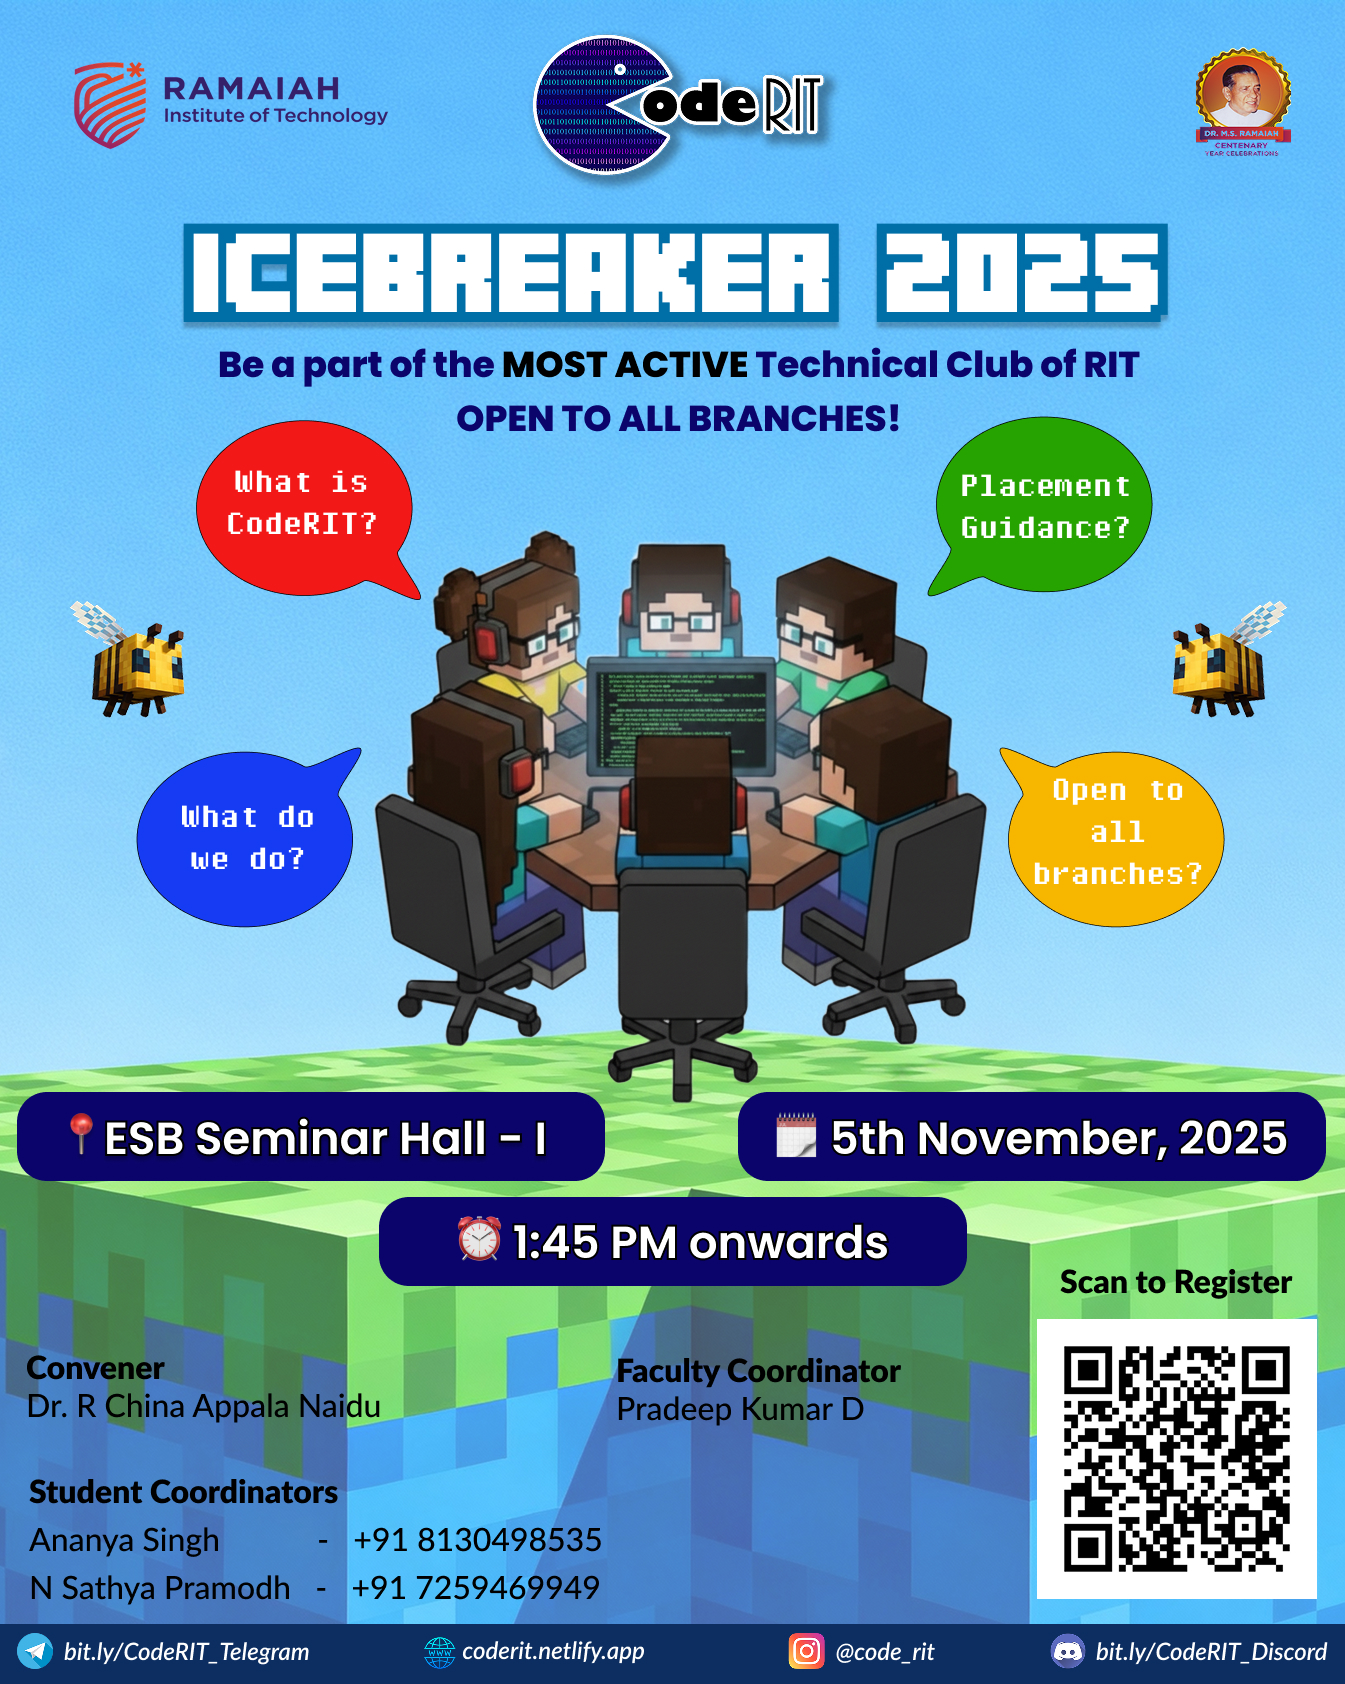 RAMAIAH
Institute of Technology
CodeRIT
DR. M.S. RAMAIAH
CENTENARY
YEAR CELEBRATIONS
ICEBREAKER 2025
Be a part of the MOST ACTIVE Technical Club of RIT
OPEN TO ALL BRANCHES!
What is
CodeRIT?
Placement
Guidance?
What do
we do?
Open to
all
branches?
ESB Seminar Hall - I
5th November, 2025
1:45 PM onwards
Scan to Register
Convener
Dr. R China Appala Naidu
Faculty Coordinator
Pradeep Kumar D
Student Coordinators
Ananya Singh - +91 8130498535
N Sathya Pramodh - +91 7259469949
bit.ly/CodeRIT_Telegram
www
coderit.netlify.app
@code_rit
bit.ly/CodeRIT_Discord